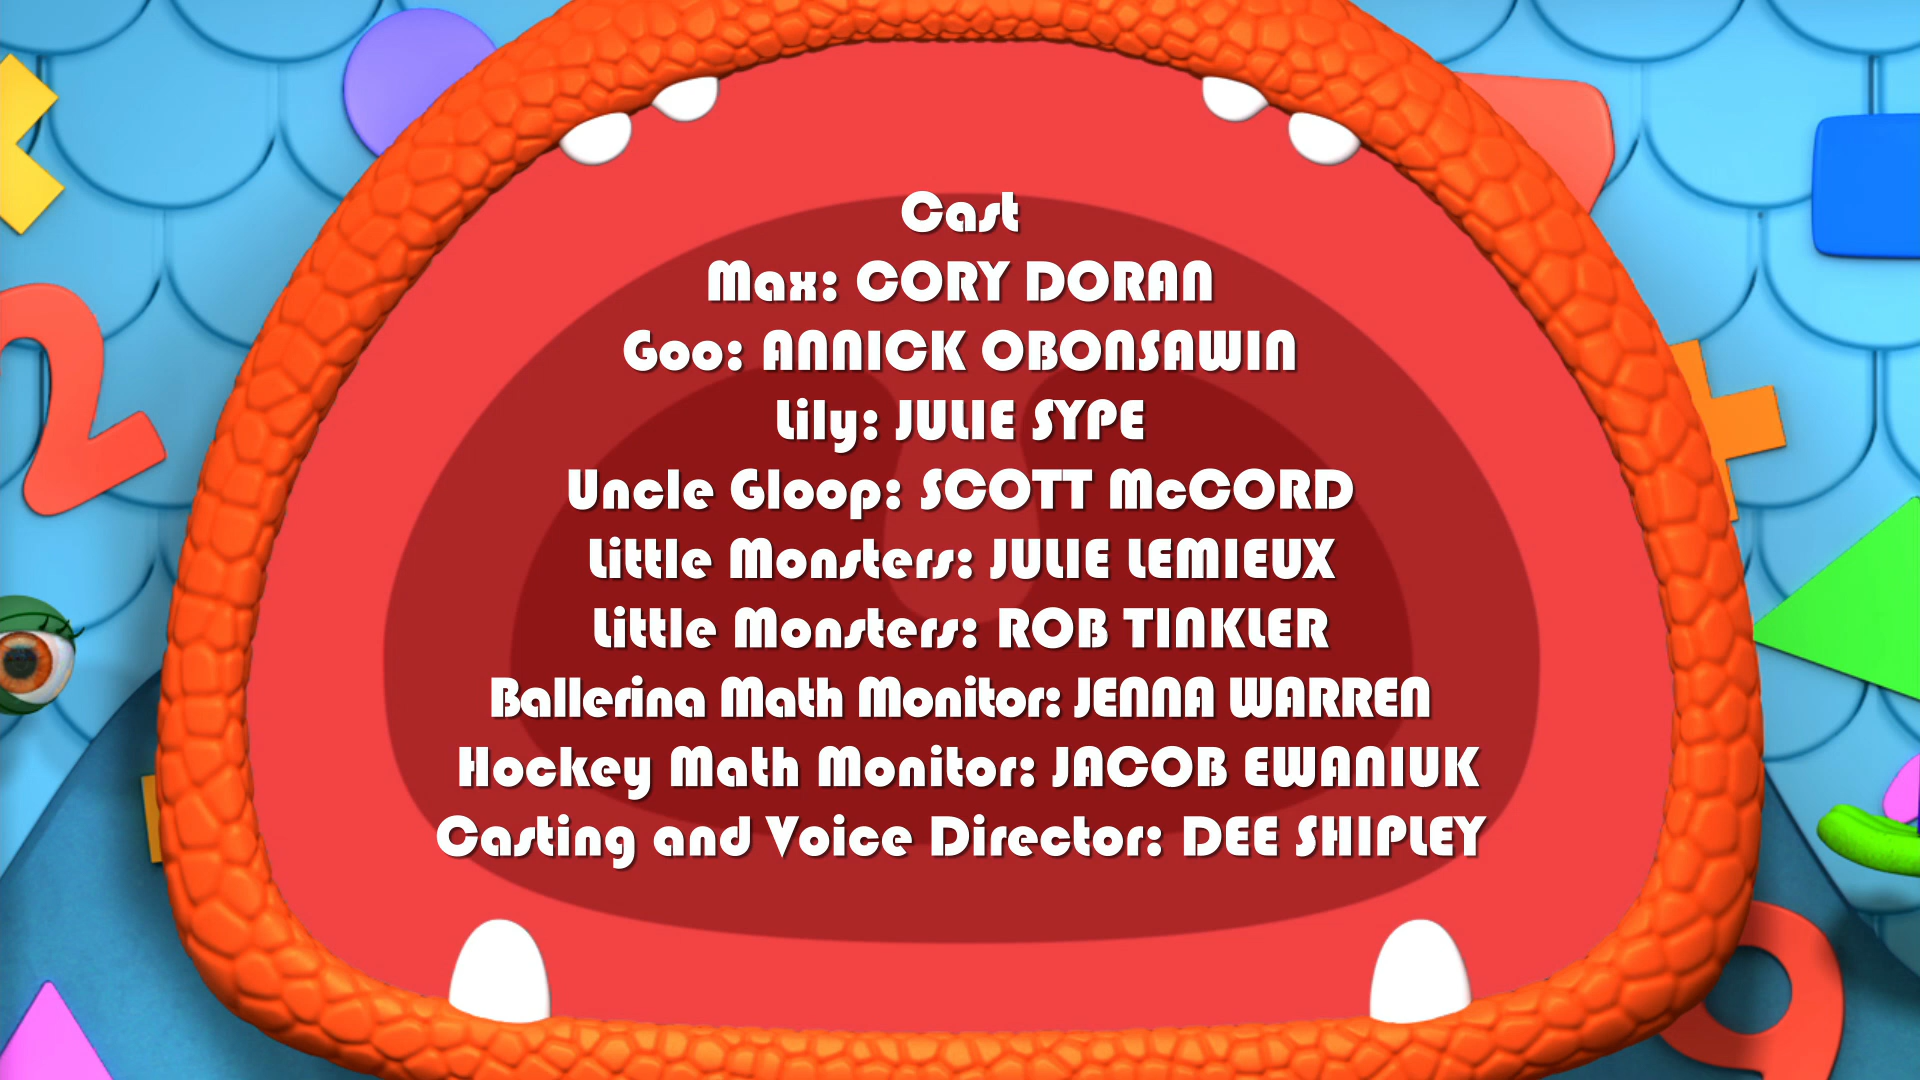 Cast
Max: CORY DORAN
Goo: ANNICK OBONSAWIN
Lily: JULIE SYPE
Uncle Gloop: SCOTT McCORD
Little Monsters: JULIE LEMIEUX
Little Monsters: ROB TINKLER
Ballerina Math Monitor: JENNA WARREN
Hockey Math Monitor: JACOB EWANIUK
Casting and Voice Director: DEE SHIPLEY
2
9